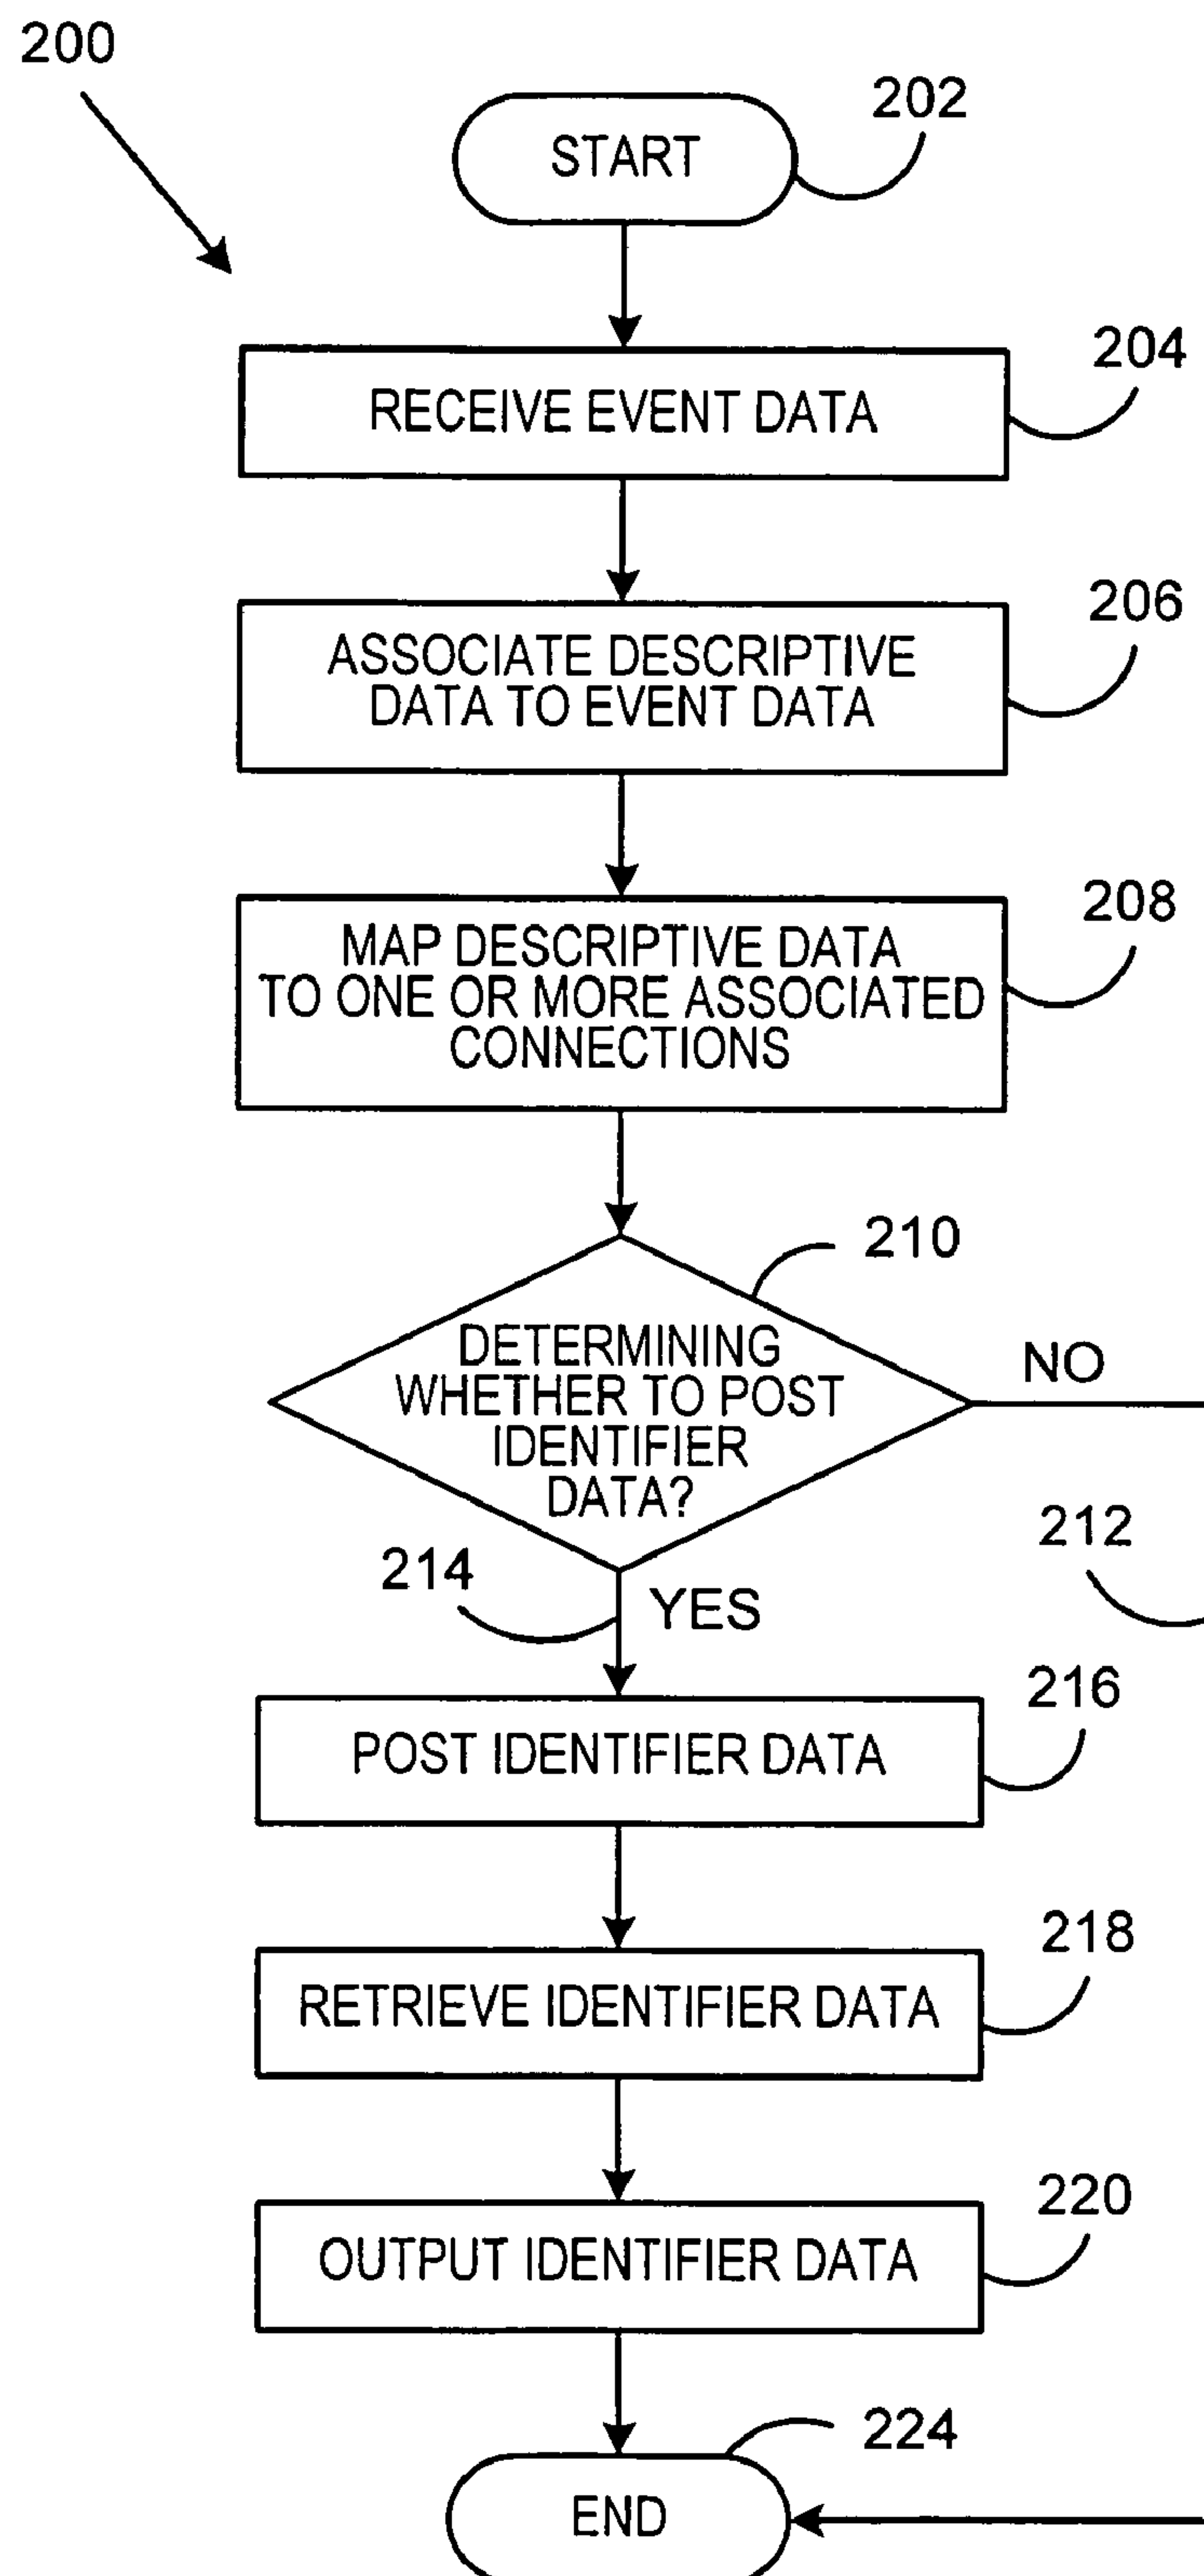 200
202
START
204
RECEIVE EVENT DATA
206
ASSOCIATE DESCRIPTIVE
DATA TO EVENT DATA
208
MAP DESCRIPTIVE DATA
TO ONE OR MORE ASSOCIATED
CONNECTIONS
210
DETERMINING
WHETHER TO POST
IDENTIFIER
DATA?
NO
212
214
YES
216
POST IDENTIFIER DATA
218
RETRIEVE IDENTIFIER DATA
220
OUTPUT IDENTIFIER DATA
224
END